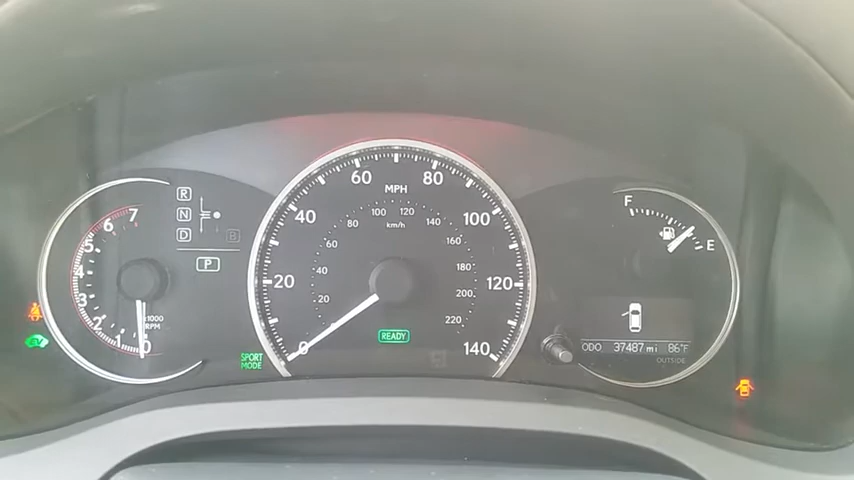 7
6
5
4
3
2
1
0
x1000
RPM
R
N
D
B
P
EV
SPORT
MODE
0
20
40
60
80
100
120
140
MPH
20
40
60
80
100
120
140
160
180
200
220
km/h
READY
F
E
ODO 37487 mi 86°F
OUTSIDE